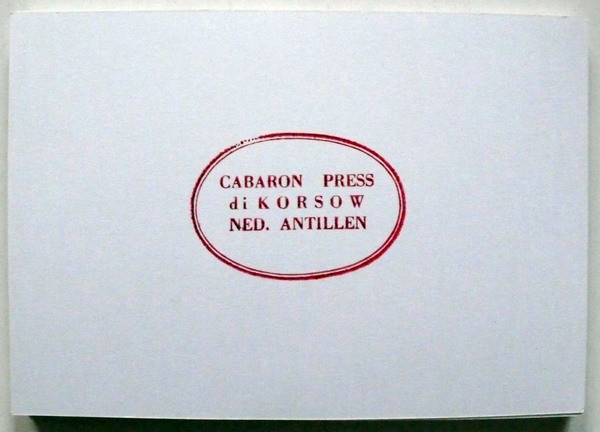 CABARON PRESS
di KORSOW
NED. ANTILLEN